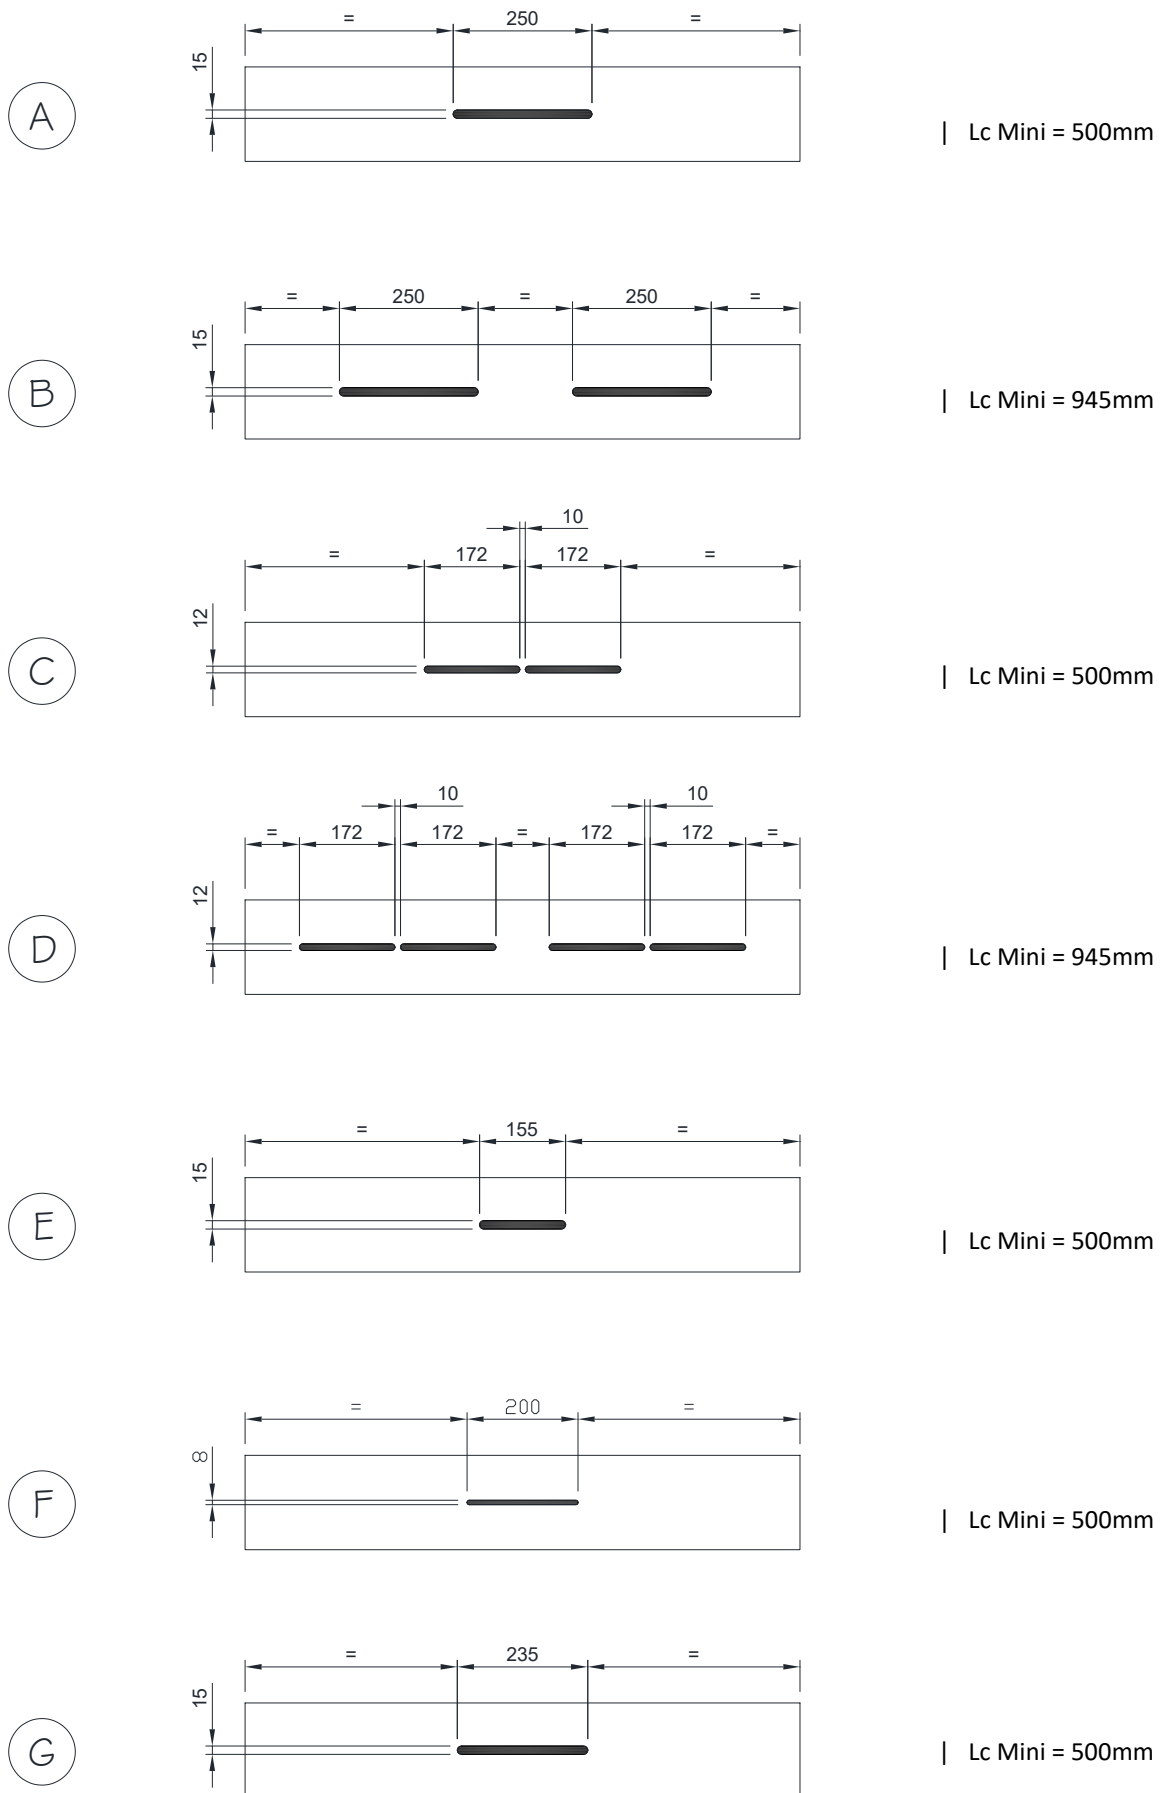 = 250 =
15
A
| Lc Mini = 500mm
= 250 = 250 =
15
B
| Lc Mini = 945mm
10
= 172 172 =
12
C
| Lc Mini = 500mm
10 10
= 172 172 = 172 172 =
12
D
| Lc Mini = 945mm
= 155 =
15
E
| Lc Mini = 500mm
= 200 =
8
F
| Lc Mini = 500mm
= 235 =
15
G
| Lc Mini = 500mm